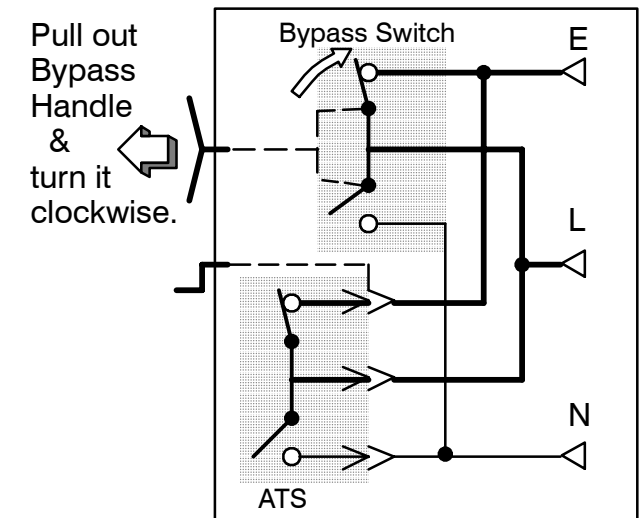 Pull out
Bypass
Handle
&
turn it
clockwise.
Bypass Switch
E
L
N
ATS